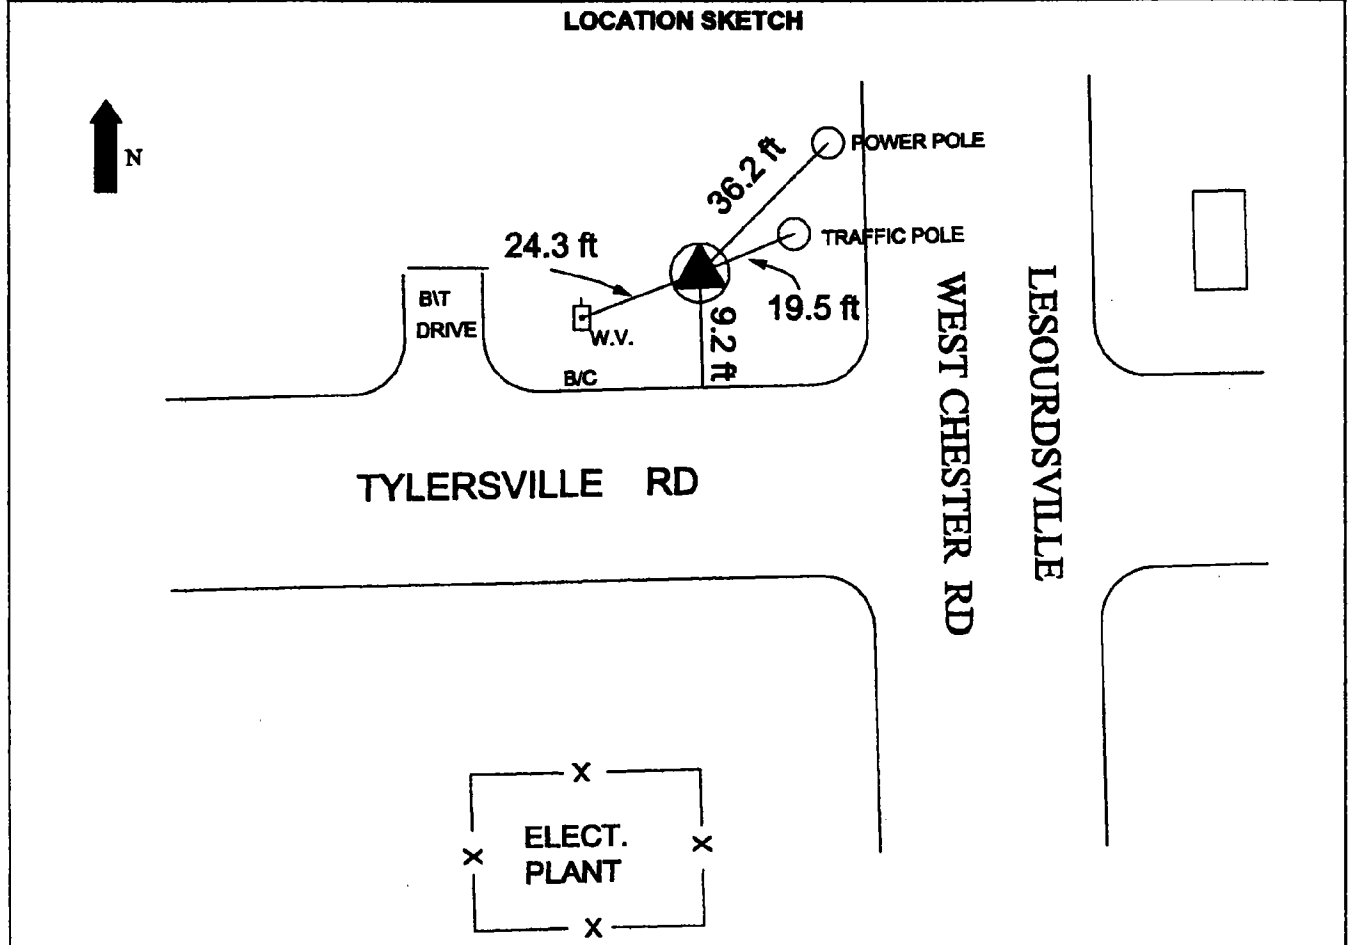 LOCATION SKETCH
N
POWER POLE
36.2 ft
TRAFFIC POLE
24.3 ft
19.5 ft
9.2 ft
B\T
DRIVE
W.V.
B/C
TYLERSVILLE RD
WEST CHESTER RD
LESOURDSVILLE
X
ELECT.
PLANT
X
X
X